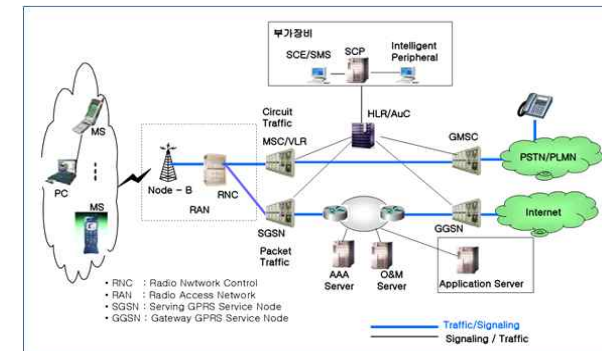 부가장비
SCE/SMS
SCP
Intelligent
Peripheral
Circuit
Traffic
HLR/AuC
MS
MSC/VLR
GMSC
PSTN/PLMN
PC
Node - B
RNC
RAN
MS
SGSN
GGSN
Internet
Packet
Traffic
AAA
Server
O&M
Server
Application Server
• RNC : Radio Nwtwork Control
• RAN : Radio Access Network
• SGSN : Serving GPRS Service Node
• GGSN : Gateway GPRS Service Node
Traffic/Signaling
Signaling / Traffic